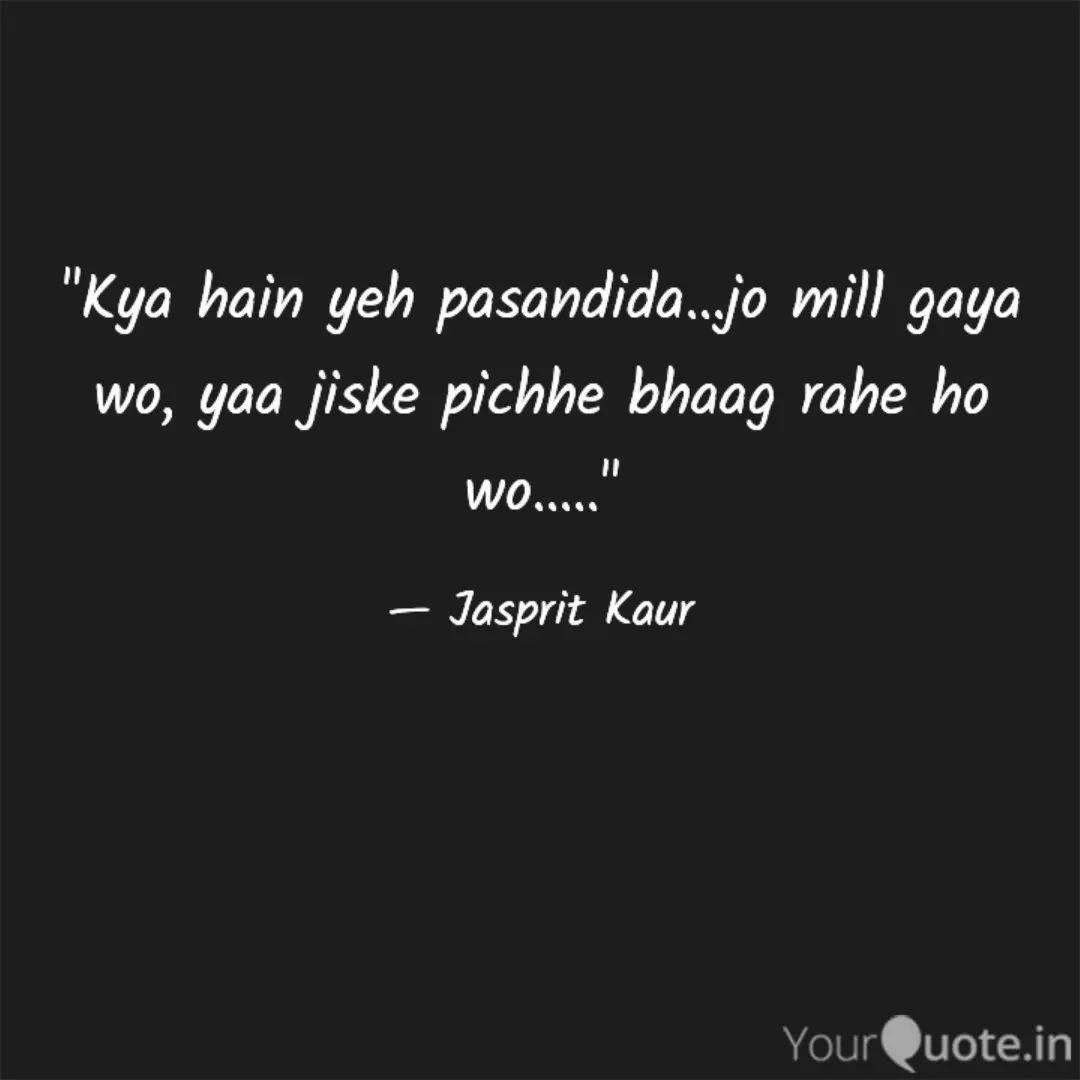 "Kya hain yeh pasandida...jo mill gaya
wo, yaa jiske pichhe bhaag rahe ho
wo....."
— Jasprit Kaur
YourQuote.in